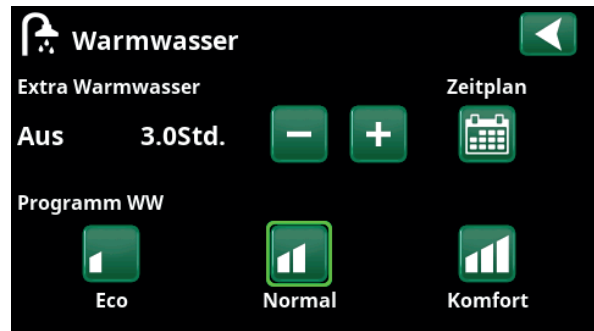 Warmwasser
Extra Warmwasser Zeitplan
Aus 3.0Std.
Programm WW
Eco Normal Komfort